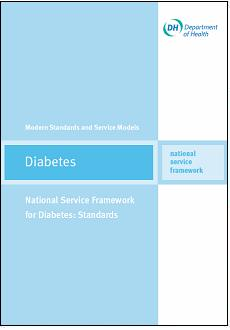 DH Department
of Health
Modern Standards and Service Models
Diabetes
national
service
framework
National Service Framework
for Diabetes: Standards